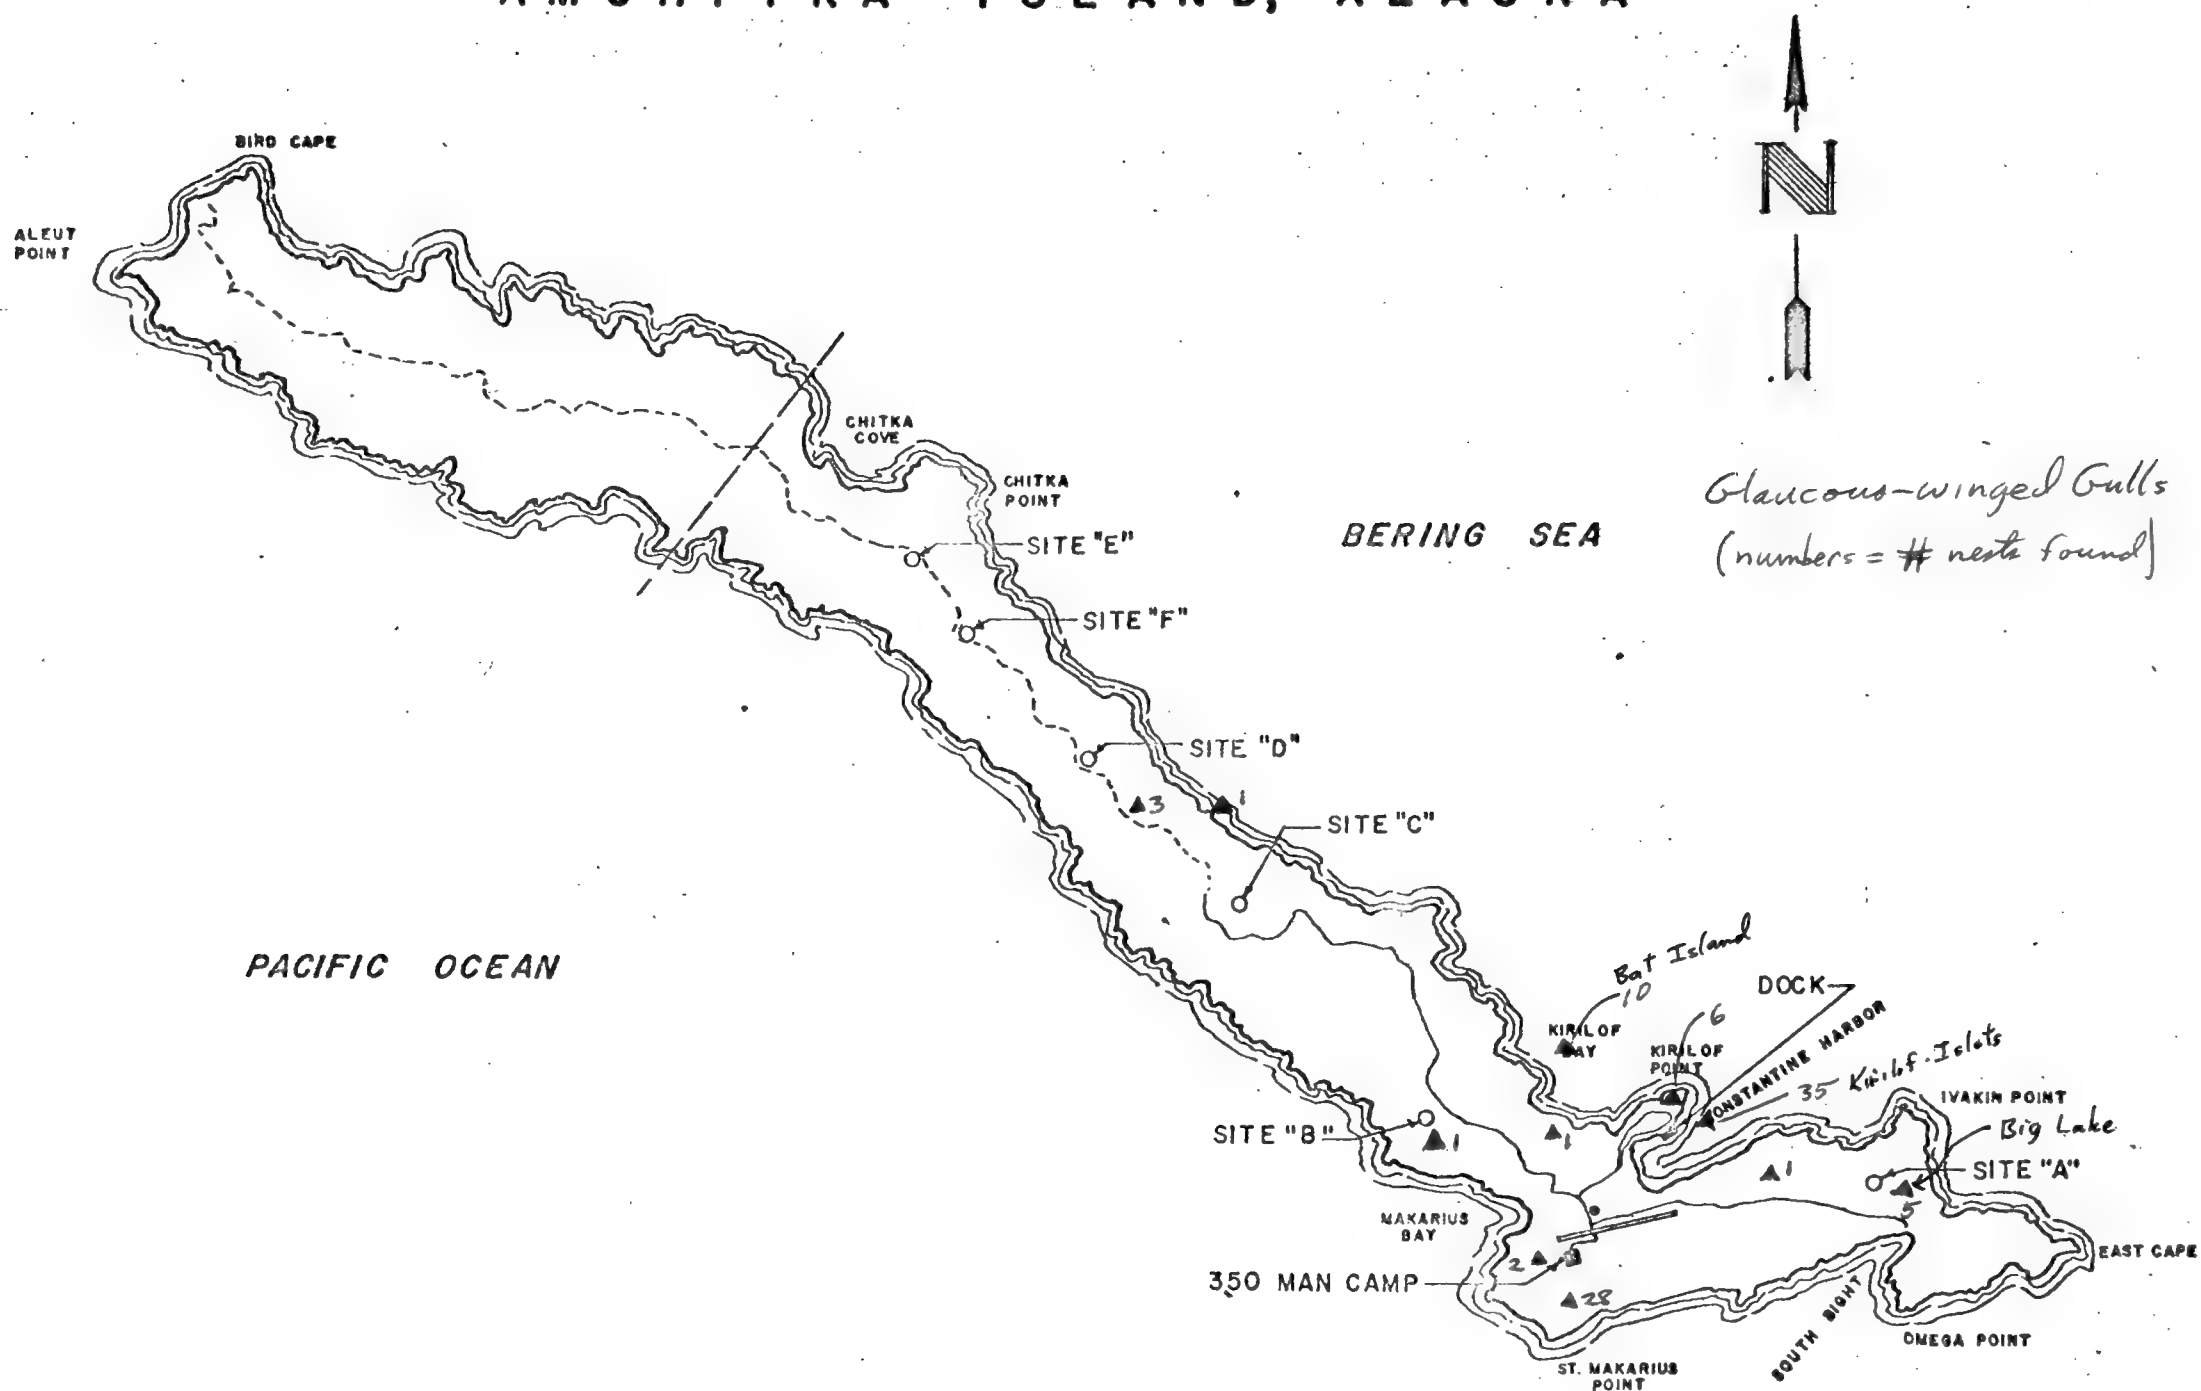 AMCHITKA ISLAND, ALASKA
BIRD CAPE
ALEUT
POINT
CHITKA
COVE
CHITKA
POINT
Glaucous-winged Gulls
(numbers = # nests found)
BERING SEA
SITE "E"
SITE "F"
SITE "D"
3
1
SITE "C"
PACIFIC OCEAN
Bat Island
10
DOCK
6
KIRILOF
BAY
KIRILOF
POINT
CONSTANTINE HARBOR
35 Kirilof Islets
IVAKIN POINT
Big Lake
SITE "B"
1
1
1
SITE "A"
5
MAKARIUS
BAY
EAST CAPE
2
350 MAN CAMP
28
SOUTH BIGHT
OMEGA POINT
ST. MAKARIUS
POINT
N